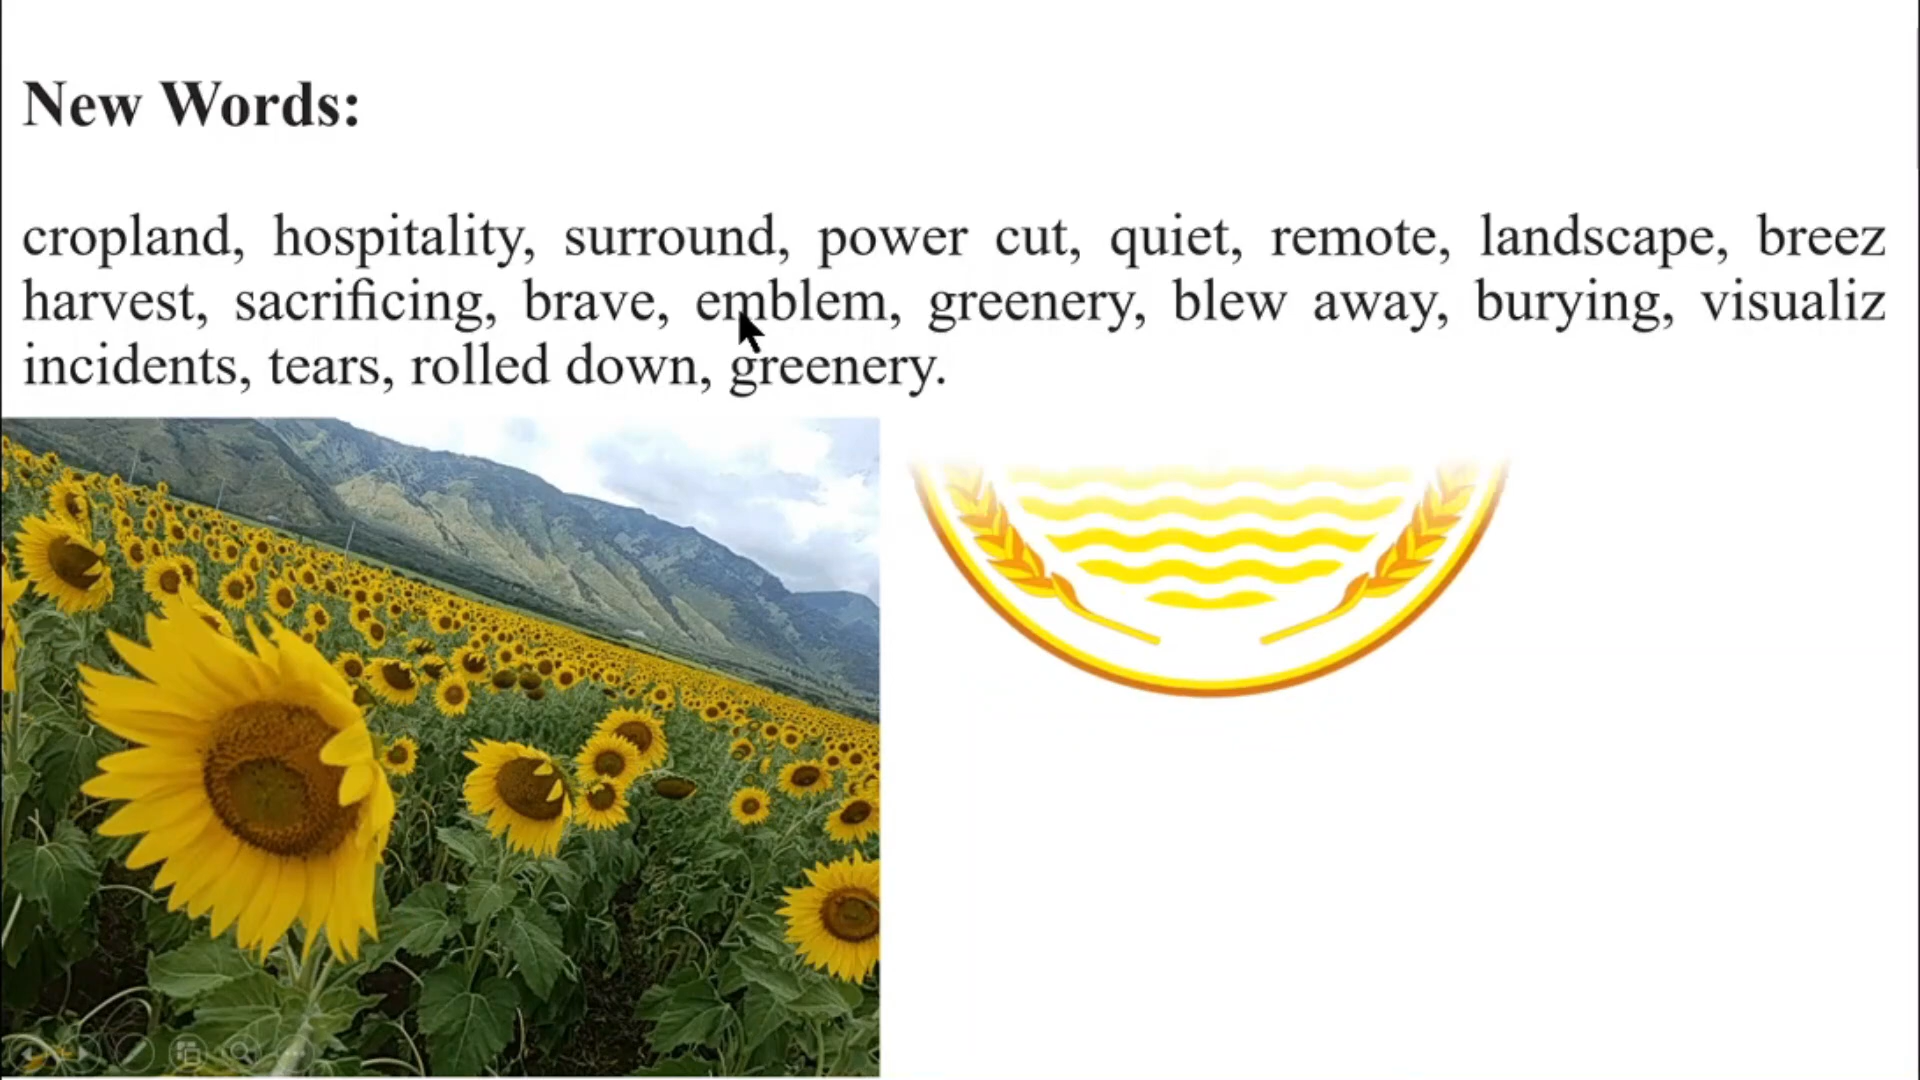 New Words:
cropland, hospitality, surround, power cut, quiet, remote, landscape, breez
harvest, sacrificing, brave, emblem, greenery, blew away, burying, visualiz
incidents, tears, rolled down, greenery.